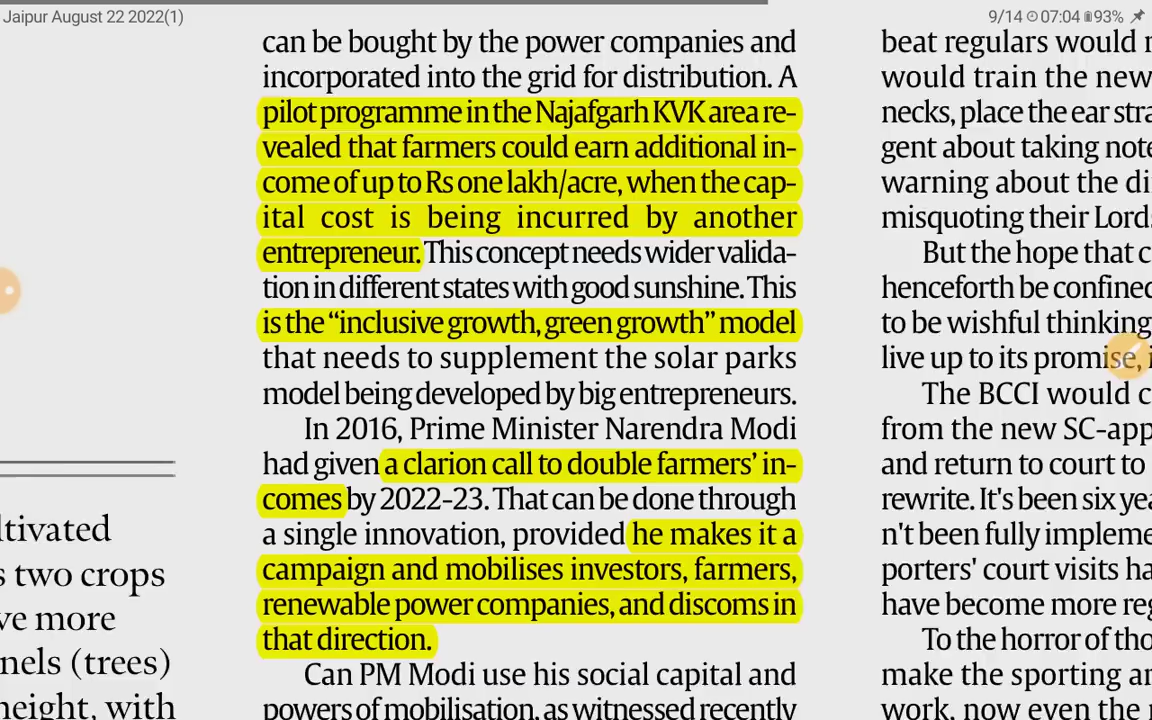 Jaipur August 22 2022(1)
9/14 07:04 93%
can be bought by the power companies and
incorporated into the grid for distribution. A
pilot programme in the Najafgarh KVK area re-
vealed that farmers could earn additional in-
come of up to Rs one lakh/acre, when the cap-
ital cost is being incurred by another
entrepreneur. This concept needs wider valida-
tion in different states with good sunshine. This
is the “inclusive growth, green growth” model
that needs to supplement the solar parks
model being developed by big entrepreneurs.
In 2016, Prime Minister Narendra Modi
had given a clarion call to double farmers’ in-
comes by 2022-23. That can be done through
a single innovation, provided he makes it a
campaign and mobilises investors, farmers,
renewable power companies, and discoms in
that direction.
Can PM Modi use his social capital and
powers of mobilisation, as witnessed recently
ltivated
s two crops
ve more
nels (trees)
height, with
beat regulars would
would train the new
necks, place the ear stra
gent about taking note
warning about the di
misquoting their Lord
But the hope that c
henceforth be confined
to be wishful thinking
live up to its promise, i
The BCCI would c
from the new SC-app
and return to court to
rewrite. It's been six yea
n't been fully impleme
porters' court visits ha
have become more reg
To the horror of tho
make the sporting an
work, now even the